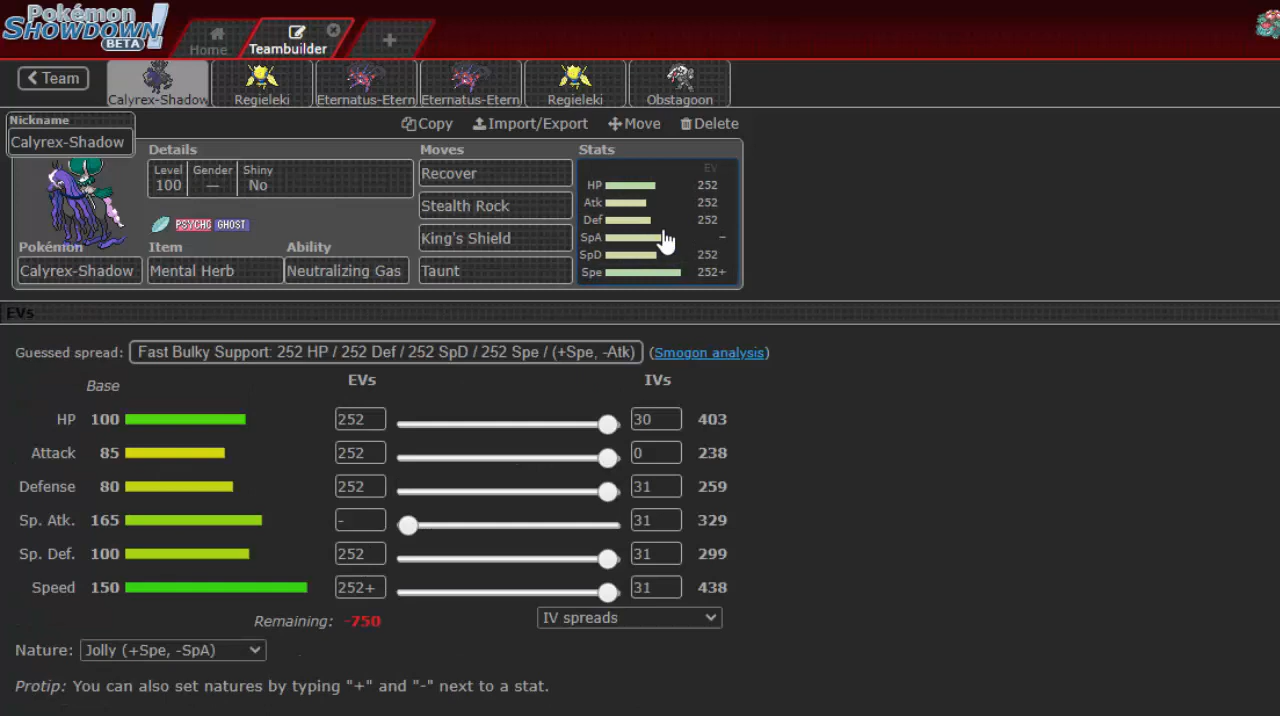 Pokémon
SHOWDOWN!
BETA
Home
Teambuilder
+
< Team
Calyrex-Shadow
Regieleki
Eternatus-Etern
Eternatus-Etern
Regieleki
Obstagoon
Nickname
Calyrex-Shadow
Copy
Import/Export
Move
Delete
Details
Level
100
Gender
—
Shiny
No
PSYCHC GHOST
Pokémon
Calyrex-Shadow
Item
Mental Herb
Ability
Neutralizing Gas
Moves
Recover
Stealth Rock
King's Shield
Taunt
Stats
EV
HP 252
Atk 252
Def 252
SpA –
SpD 252
Spe 252+
EVs
Guessed spread: Fast Bulky Support: 252 HP / 252 Def / 252 SpD / 252 Spe / (+Spe, -Atk) (Smogon analysis)
Base EVs IVs
HP 100 252 30 403
Attack 85 252 0 238
Defense 80 252 31 259
Sp. Atk. 165 - 31 329
Sp. Def. 100 252 31 299
Speed 150 252+ 31 438
Remaining: -750
IV spreads
Nature: Jolly (+Spe, -SpA)
Protip: You can also set natures by typing "+" and "-" next to a stat.